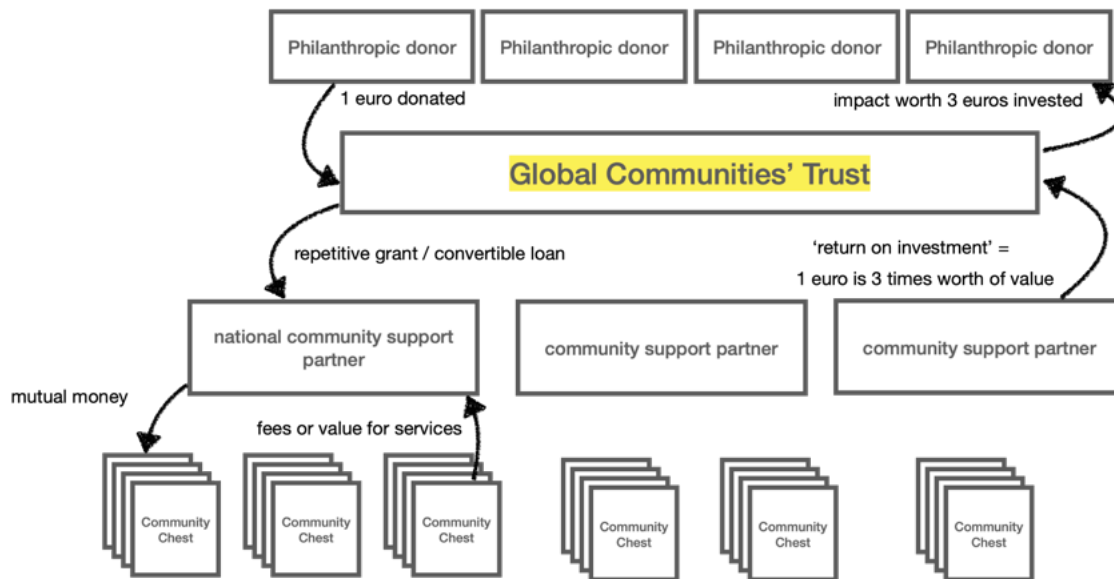 Philanthropic donor
Philanthropic donor
Philanthropic donor
Philanthropic donor
1 euro donated
impact worth 3 euros invested
Global Communities’ Trust
repetitive grant / convertible loan
‘return on investment’ =
1 euro is 3 times worth of value
national community support
partner
community support partner
community support partner
mutual money
fees or value for services
Community
Chest
Community
Chest
Community
Chest
Community
Chest
Community
Chest
Community
Chest